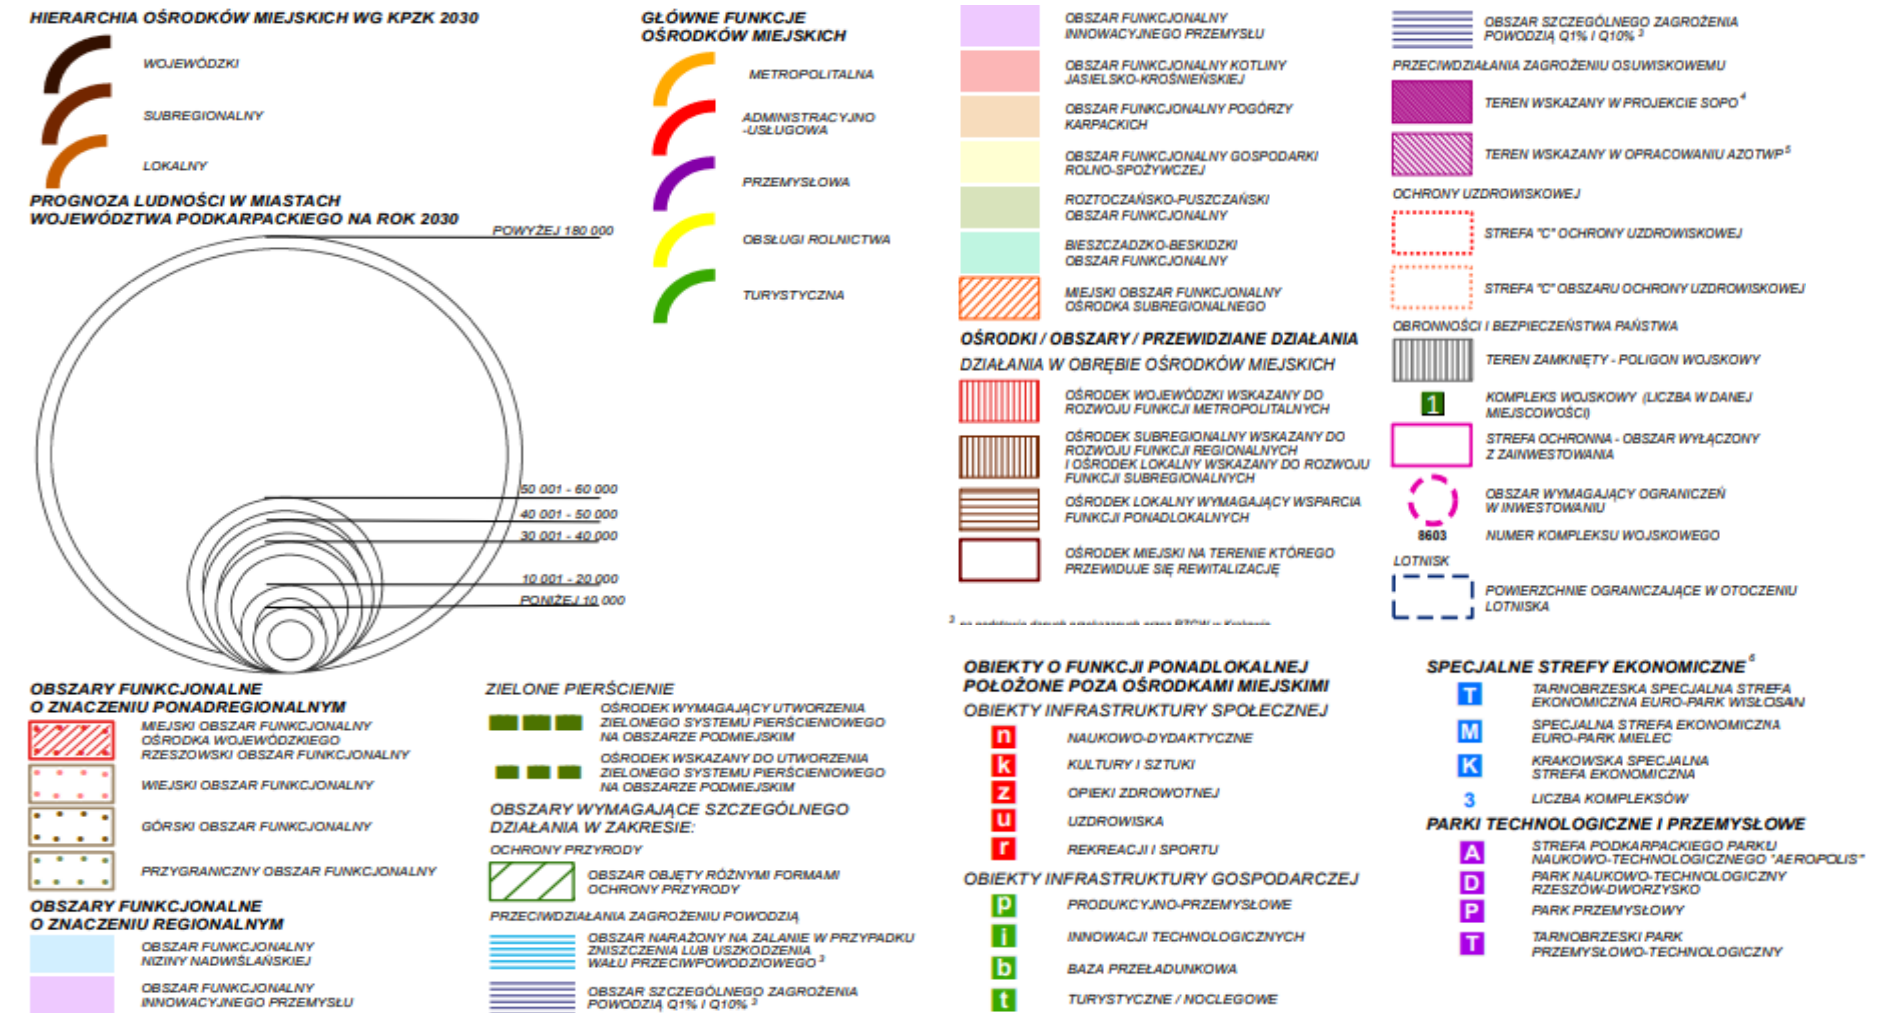 HIERARCHIA OŚRODKÓW MIEJSKICH WG KPZK 2030
WOJEWÓDZKI
SUBREGIONALNY
LOKALNY
PROGNOZA LUDNOŚCI W MIASTACH
WOJEWÓDZTWA PODKARPACKIEGO NA ROK 2030
POWYŻEJ 180 000
50 001 - 60 000
40 001 - 50 000
30 001 - 40 000
10 001 - 20 000
PONIŻEJ 10 000
GŁÓWNE FUNKCJE
OŚRODKÓW MIEJSKICH
METROPOLITALNA
ADMINISTRACYJNO
-USŁUGOWA
PRZEMYSŁOWA
OBSŁUGI ROLNICTWA
TURYSTYCZNA
OBSZARY FUNKCJONALNE
O ZNACZENIU PONADREGIONALNYM
MIEJSKI OBSZAR FUNKCJONALNY
OŚRODKA WOJEWÓDZKIEGO
RZESZOWSKI OBSZAR FUNKCJONALNY
WIEJSKI OBSZAR FUNKCJONALNY
GÓRSKI OBSZAR FUNKCJONALNY
PRZYGRANICZNY OBSZAR FUNKCJONALNY
OBSZARY FUNKCJONALNE
O ZNACZENIU REGIONALNYM
OBSZAR FUNKCJONALNY
NIZINY NADWIŚLAŃSKIEJ
OBSZAR FUNKCJONALNY
INNOWACYJNEGO PRZEMYSŁU
ZIELONE PIERŚCIENIE
OŚRODEK WYMAGAJĄCY UTWORZENIA
ZIELONEGO SYSTEMU PIERŚCIENIOWEGO
NA OBSZARZE PODMIEJSKIM
OŚRODEK WSKAZANY DO UTWORZENIA
ZIELONEGO SYSTEMU PIERŚCIENIOWEGO
NA OBSZARZE PODMIEJSKIM
OBSZARY WYMAGAJĄCE SZCZEGÓLNEGO
DZIAŁANIA W ZAKRESIE:
OCHRONY PRZYRODY
OBSZAR OBJĘTY RÓŻNYMI FORMAMI
OCHRONY PRZYRODY
PRZECIWDZIAŁANIA ZAGROŻENIU POWODZIĄ
OBSZAR NARAŻONY NA ZALANIE W PRZYPADKU
ZNISZCZENIA LUB USZKODZENIA
WAŁU PRZECIWPOWODZIOWEGO ³
OBSZAR SZCZEGÓLNEGO ZAGROŻENIA
POWODZIĄ Q1% I Q10% ³
OBSZAR FUNKCJONALNY
INNOWACYJNEGO PRZEMYSŁU
OBSZAR FUNKCJONALNY KOTLINY
JASIELSKO-KROŚNIEŃSKIEJ
OBSZAR FUNKCJONALNY POGÓRZY
KARPACKICH
OBSZAR FUNKCJONALNY GOSPODARKI
ROLNO-SPOŻYWCZEJ
ROZTOCZAŃSKO-PUSZCZAŃSKI
OBSZAR FUNKCJONALNY
BIESZCZADZKO-BESKIDZKI
OBSZAR FUNKCJONALNY
MIEJSKI OBSZAR FUNKCJONALNY
OŚRODKA SUBREGIONALNEGO
OŚRODKI / OBSZARY / PRZEWIDZIANE DZIAŁANIA
DZIAŁANIA W OBRĘBIE OŚRODKÓW MIEJSKICH
OŚRODEK WOJEWÓDZKI WSKAZANY DO
ROZWOJU FUNKCJI METROPOLITALNYCH
OŚRODEK SUBREGIONALNY WSKAZANY DO
ROZWOJU FUNKCJI REGIONALNYCH
I OŚRODEK LOKALNY WSKAZANY DO ROZWOJU
FUNKCJI SUBREGIONALNYCH
OŚRODEK LOKALNY WYMAGAJĄCY WSPARCIA
FUNKCJI PONADLOKALNYCH
OŚRODEK MIEJSKI NA TERENIE KTÓREGO
PRZEWIDUJE SIĘ REWITALIZACJĘ
³
OBSZAR SZCZEGÓLNEGO ZAGROŻENIA
POWODZIĄ Q1% I Q10% ³
PRZECIWDZIAŁANIA ZAGROŻENIU OSUWISKOWEMU
TEREN WSKAZANY W PROJEKCIE SOPO ⁴
TEREN WSKAZANY W OPRACOWANIU AZOTWP ⁵
OCHRONY UZDROWISKOWEJ
STREFA "C" OCHRONY UZDROWISKOWEJ
STREFA "C" OBSZARU OCHRONY UZDROWISKOWEJ
OBRONNOŚCI I BEZPIECZEŃSTWA PAŃSTWA
TEREN ZAMKNIĘTY - POLIGON WOJSKOWY
1 KOMPLEKS WOJSKOWY (LICZBA W DANEJ
MIEJSCOWOŚCI)
STREFA OCHRONNA - OBSZAR WYŁĄCZONY
Z ZAINWESTOWANIA
OBSZAR WYMAGAJĄCY OGRANICZEŃ
W INWESTOWANIU
8603 NUMER KOMPLEKSU WOJSKOWEGO
LOTNISK
POWIERZCHNIE OGRANICZAJĄCE W OTOCZENIU
LOTNISKA
OBIEKTY O FUNKCJI PONADLOKALNEJ
POŁOŻONE POZA OŚRODKAMI MIEJSKIMI
OBIEKTY INFRASTRUKTURY SPOŁECZNEJ
n NAUKOWO-DYDAKTYCZNE
k KULTURY I SZTUKI
z OPIEKI ZDROWOTNEJ
u UZDROWISKA
r REKREACJI I SPORTU
OBIEKTY INFRASTRUKTURY GOSPODARCZEJ
p PRODUKCYJNO-PRZEMYSŁOWE
i INNOWACJI TECHNOLOGICZNYCH
b BAZA PRZEŁADUNKOWA
t TURYSTYCZNE / NOCLEGOWE
SPECJALNE STREFY EKONOMICZNE ⁶
T TARNOBRZESKA SPECJALNA STREFA
EKONOMICZNA EURO-PARK WISŁOSAN
M SPECJALNA STREFA EKONOMICZNA
EURO-PARK MIELEC
K KRAKOWSKA SPECJALNA
STREFA EKONOMICZNA
3 LICZBA KOMPLEKSÓW
PARKI TECHNOLOGICZNE I PRZEMYSŁOWE
A STREFA PODKARPACKIEGO PARKU
NAUKOWO-TECHNOLOGICZNEGO "AEROPOLIS"
D PARK NAUKOWO-TECHNOLOGICZNY
RZESZÓW-DWORZYSKO
P PARK PRZEMYSŁOWY
T TARNOBRZESKI PARK
PRZEMYSŁOWO-TECHNOLOGICZNY